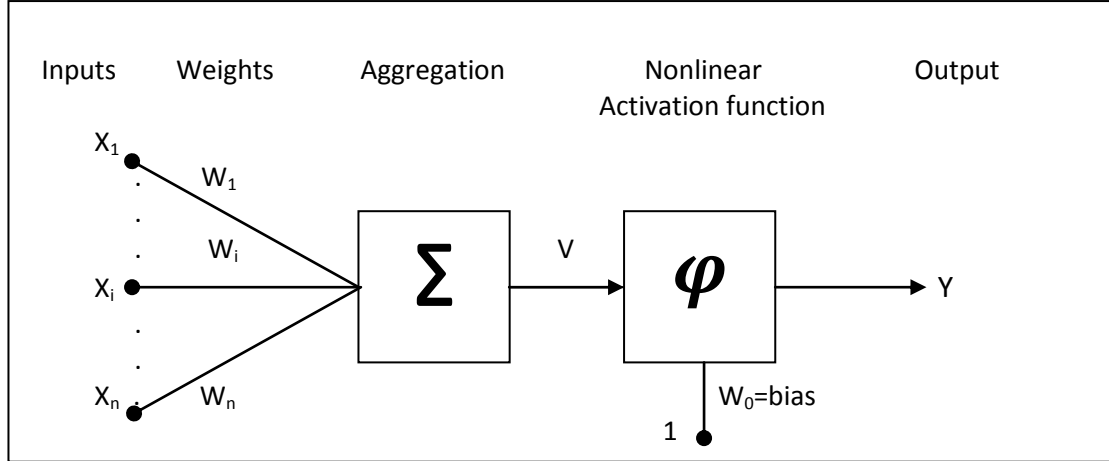 Inputs Weights Aggregation Nonlinear Output
Activation function
X₁
W₁
Wᵢ
Σ
V
φ
Xᵢ
Y
Xₙ
Wₙ
W₀=bias
1